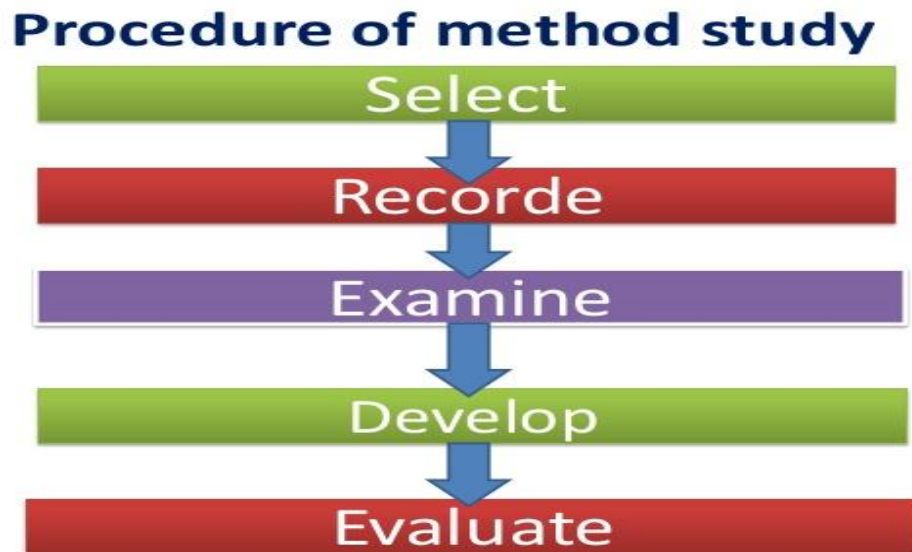 Procedure of method study
Select
Recorde
Examine
Develop
Evaluate